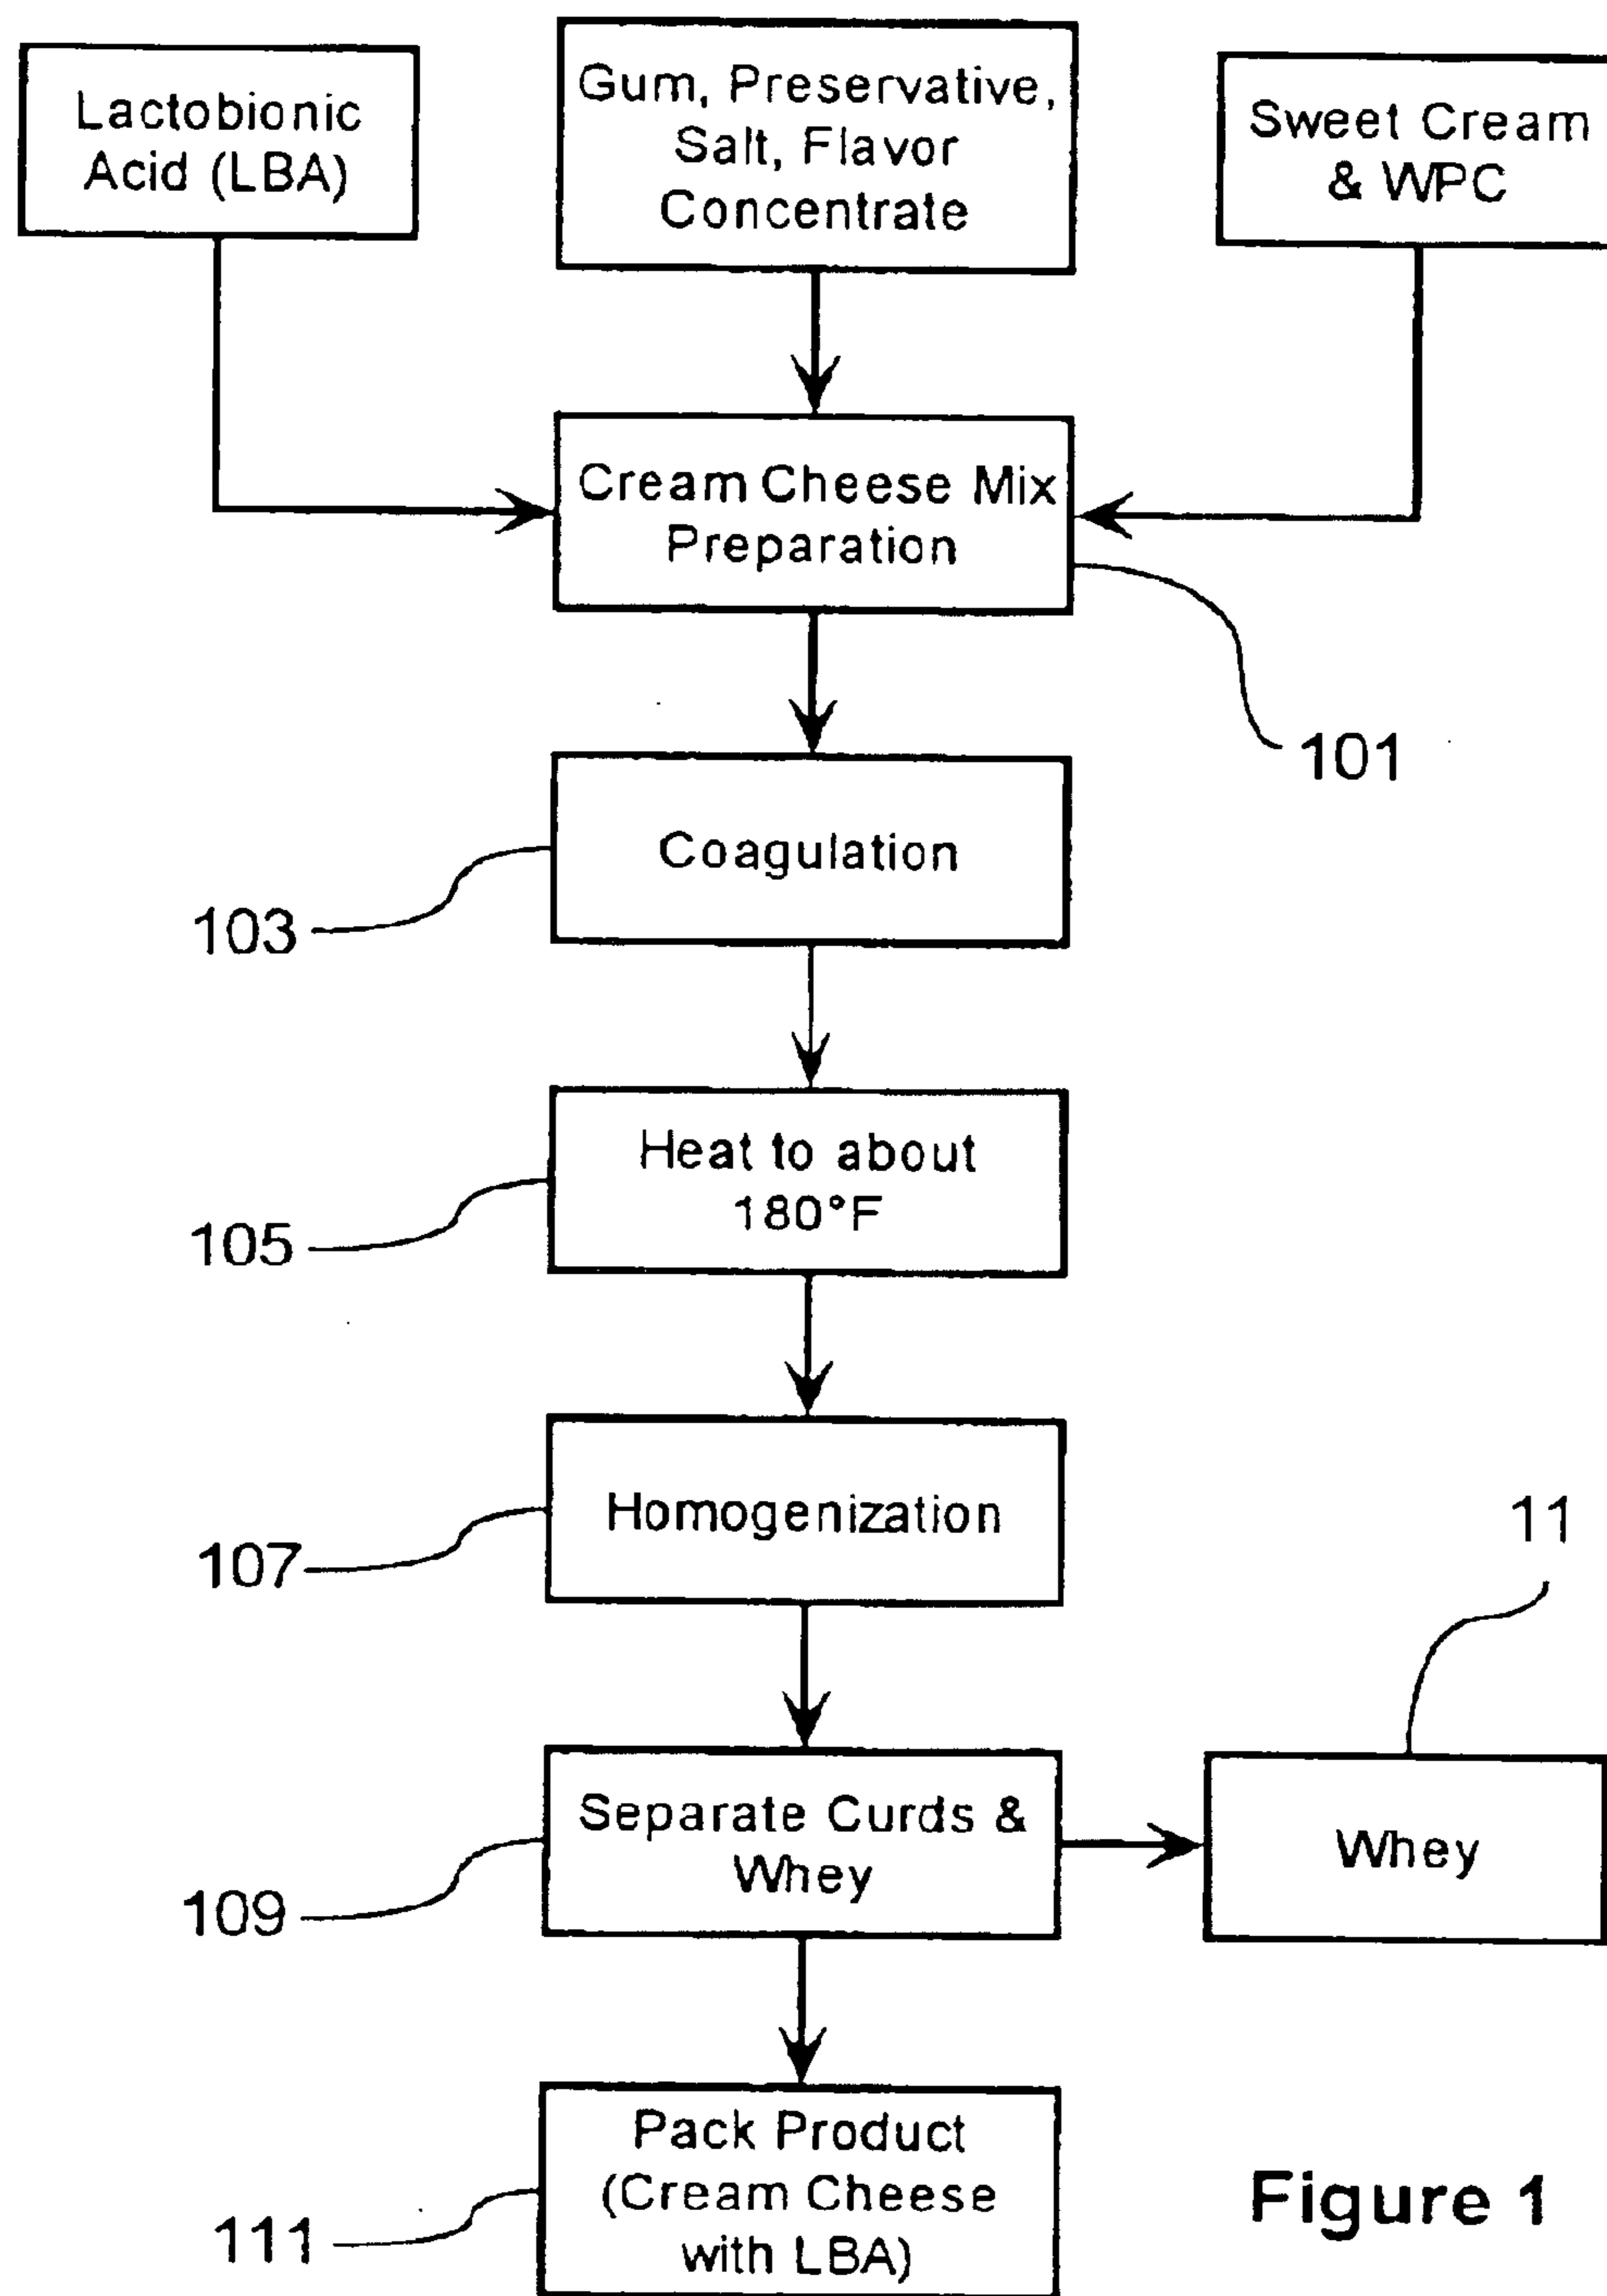 Lactobionic
Acid (LBA)
Gum, Preservative,
Salt, Flavor
Concentrate
Sweet Cream
& WPC
Cream Cheese Mix
Preparation
101
Coagulation
103
Heat to about
180°F
105
Homogenization
107
11
Separate Curds &
Whey
109
Whey
Pack Product
(Cream Cheese
with LBA)
111
Figure 1